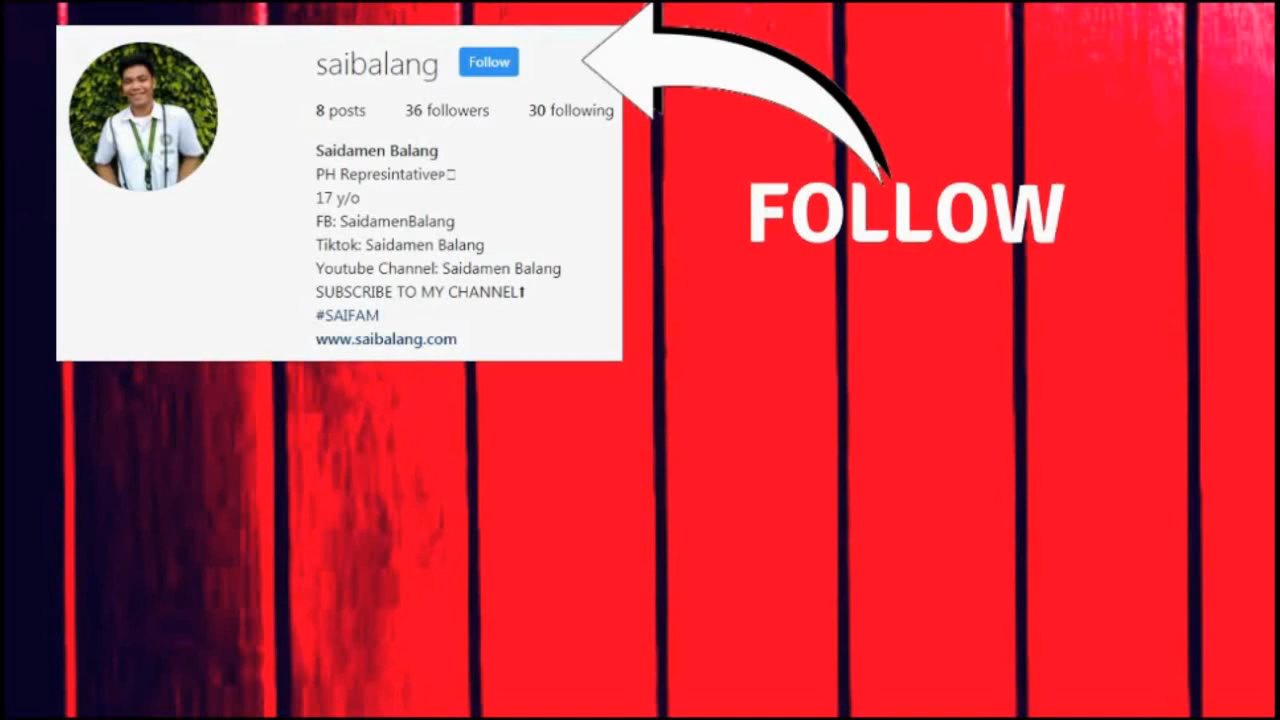 saibalang Follow
8 posts 36 followers 30 following
Saidamen Balang
PH Represintativeᴘ
17 y/o
FB: SaidamenBalang
Tiktok: Saidamen Balang
Youtube Channel: Saidamen Balang
SUBSCRIBE TO MY CHANNEL⬆
#SAIFAM
www.saibalang.com
FOLLOW